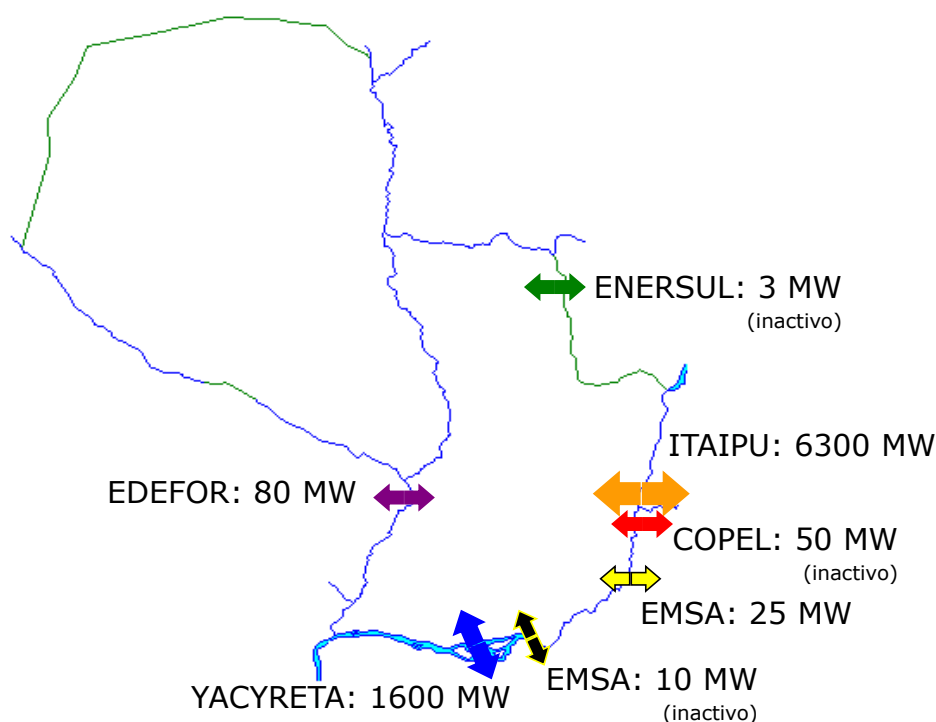 ENERSUL: 3 MW
(inactivo)
ITAIPU: 6300 MW
EDEFOR: 80 MW
COPEL: 50 MW
(inactivo)
EMSA: 25 MW
YACYRETA: 1600 MW
EMSA: 10 MW
(inactivo)